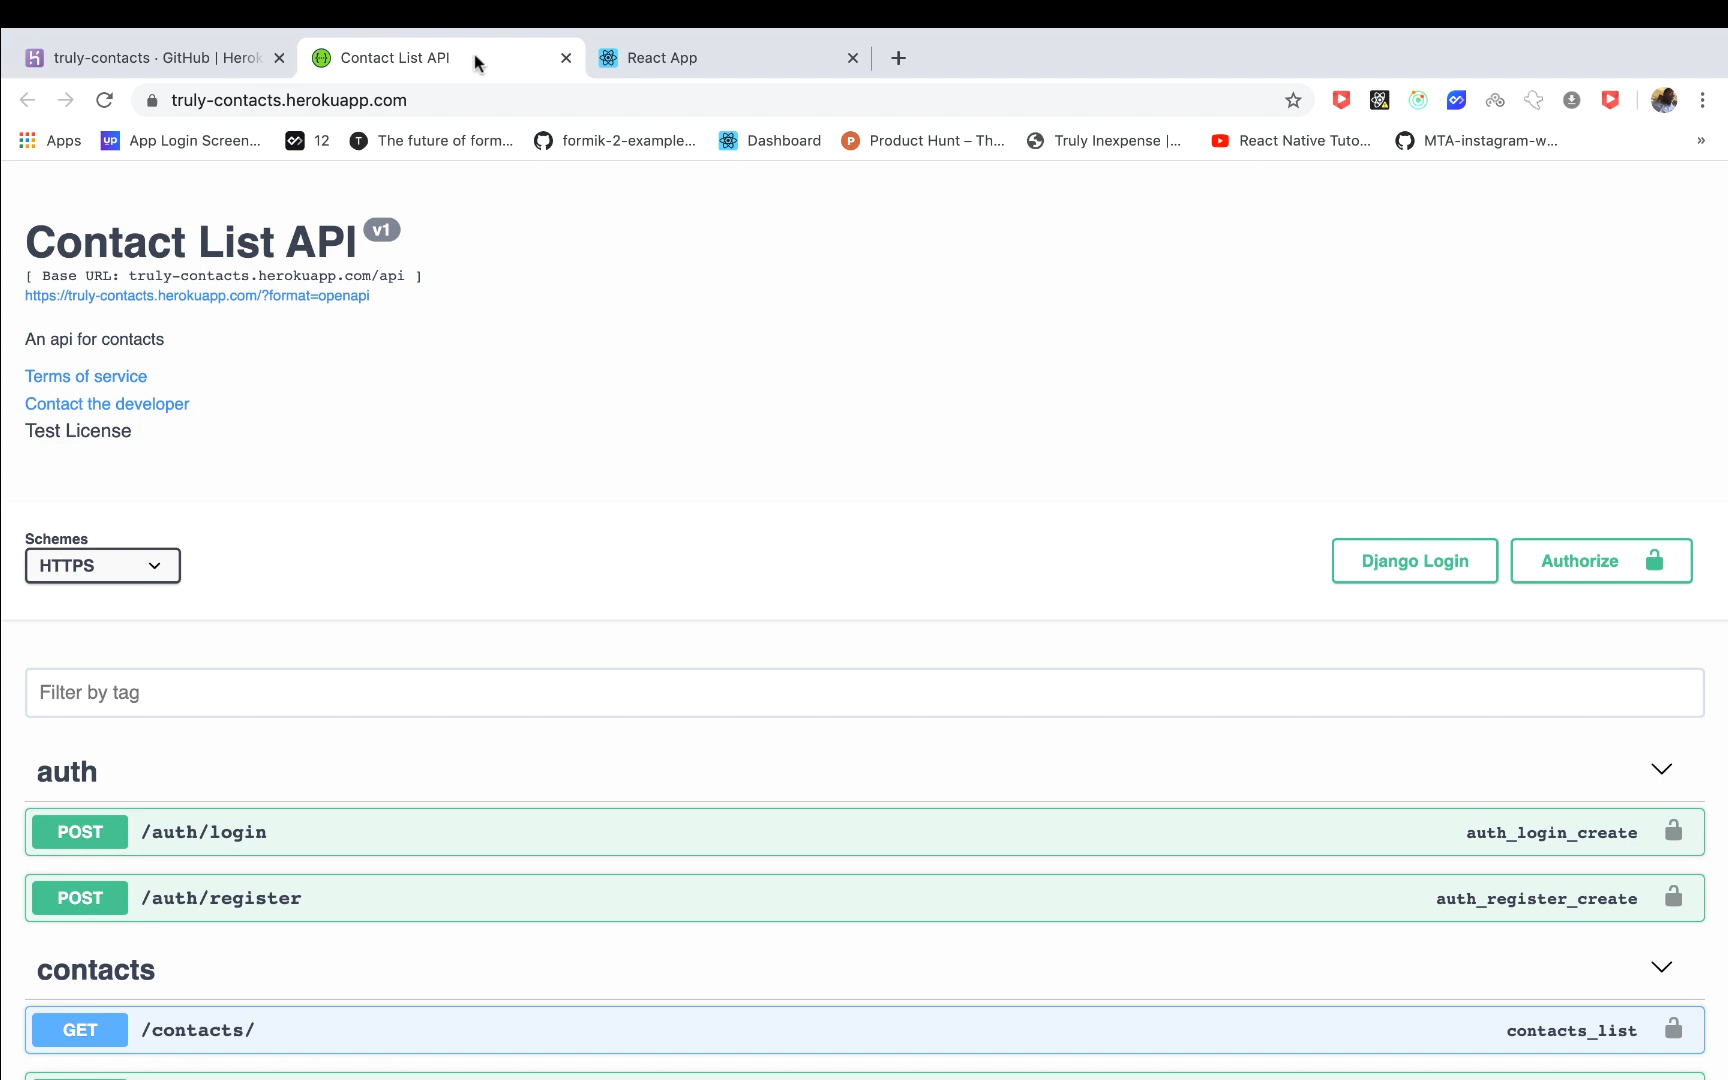 truly-contacts · GitHub | Herok
Contact List API
React App
truly-contacts.herokuapp.com
Apps
App Login Screen...
12
The future of form...
formik-2-example...
Dashboard
Product Hunt – Th...
Truly Inexpense |...
React Native Tuto...
MTA-instagram-w...
»
Contact List API v1
[ Base URL: truly-contacts.herokuapp.com/api ]
https://truly-contacts.herokuapp.com/?format=openapi
An api for contacts
Terms of service
Contact the developer
Test License
Schemes
HTTPS
Django Login
Authorize
Filter by tag
auth
POST /auth/login auth_login_create
POST /auth/register auth_register_create
contacts
GET /contacts/ contacts_list